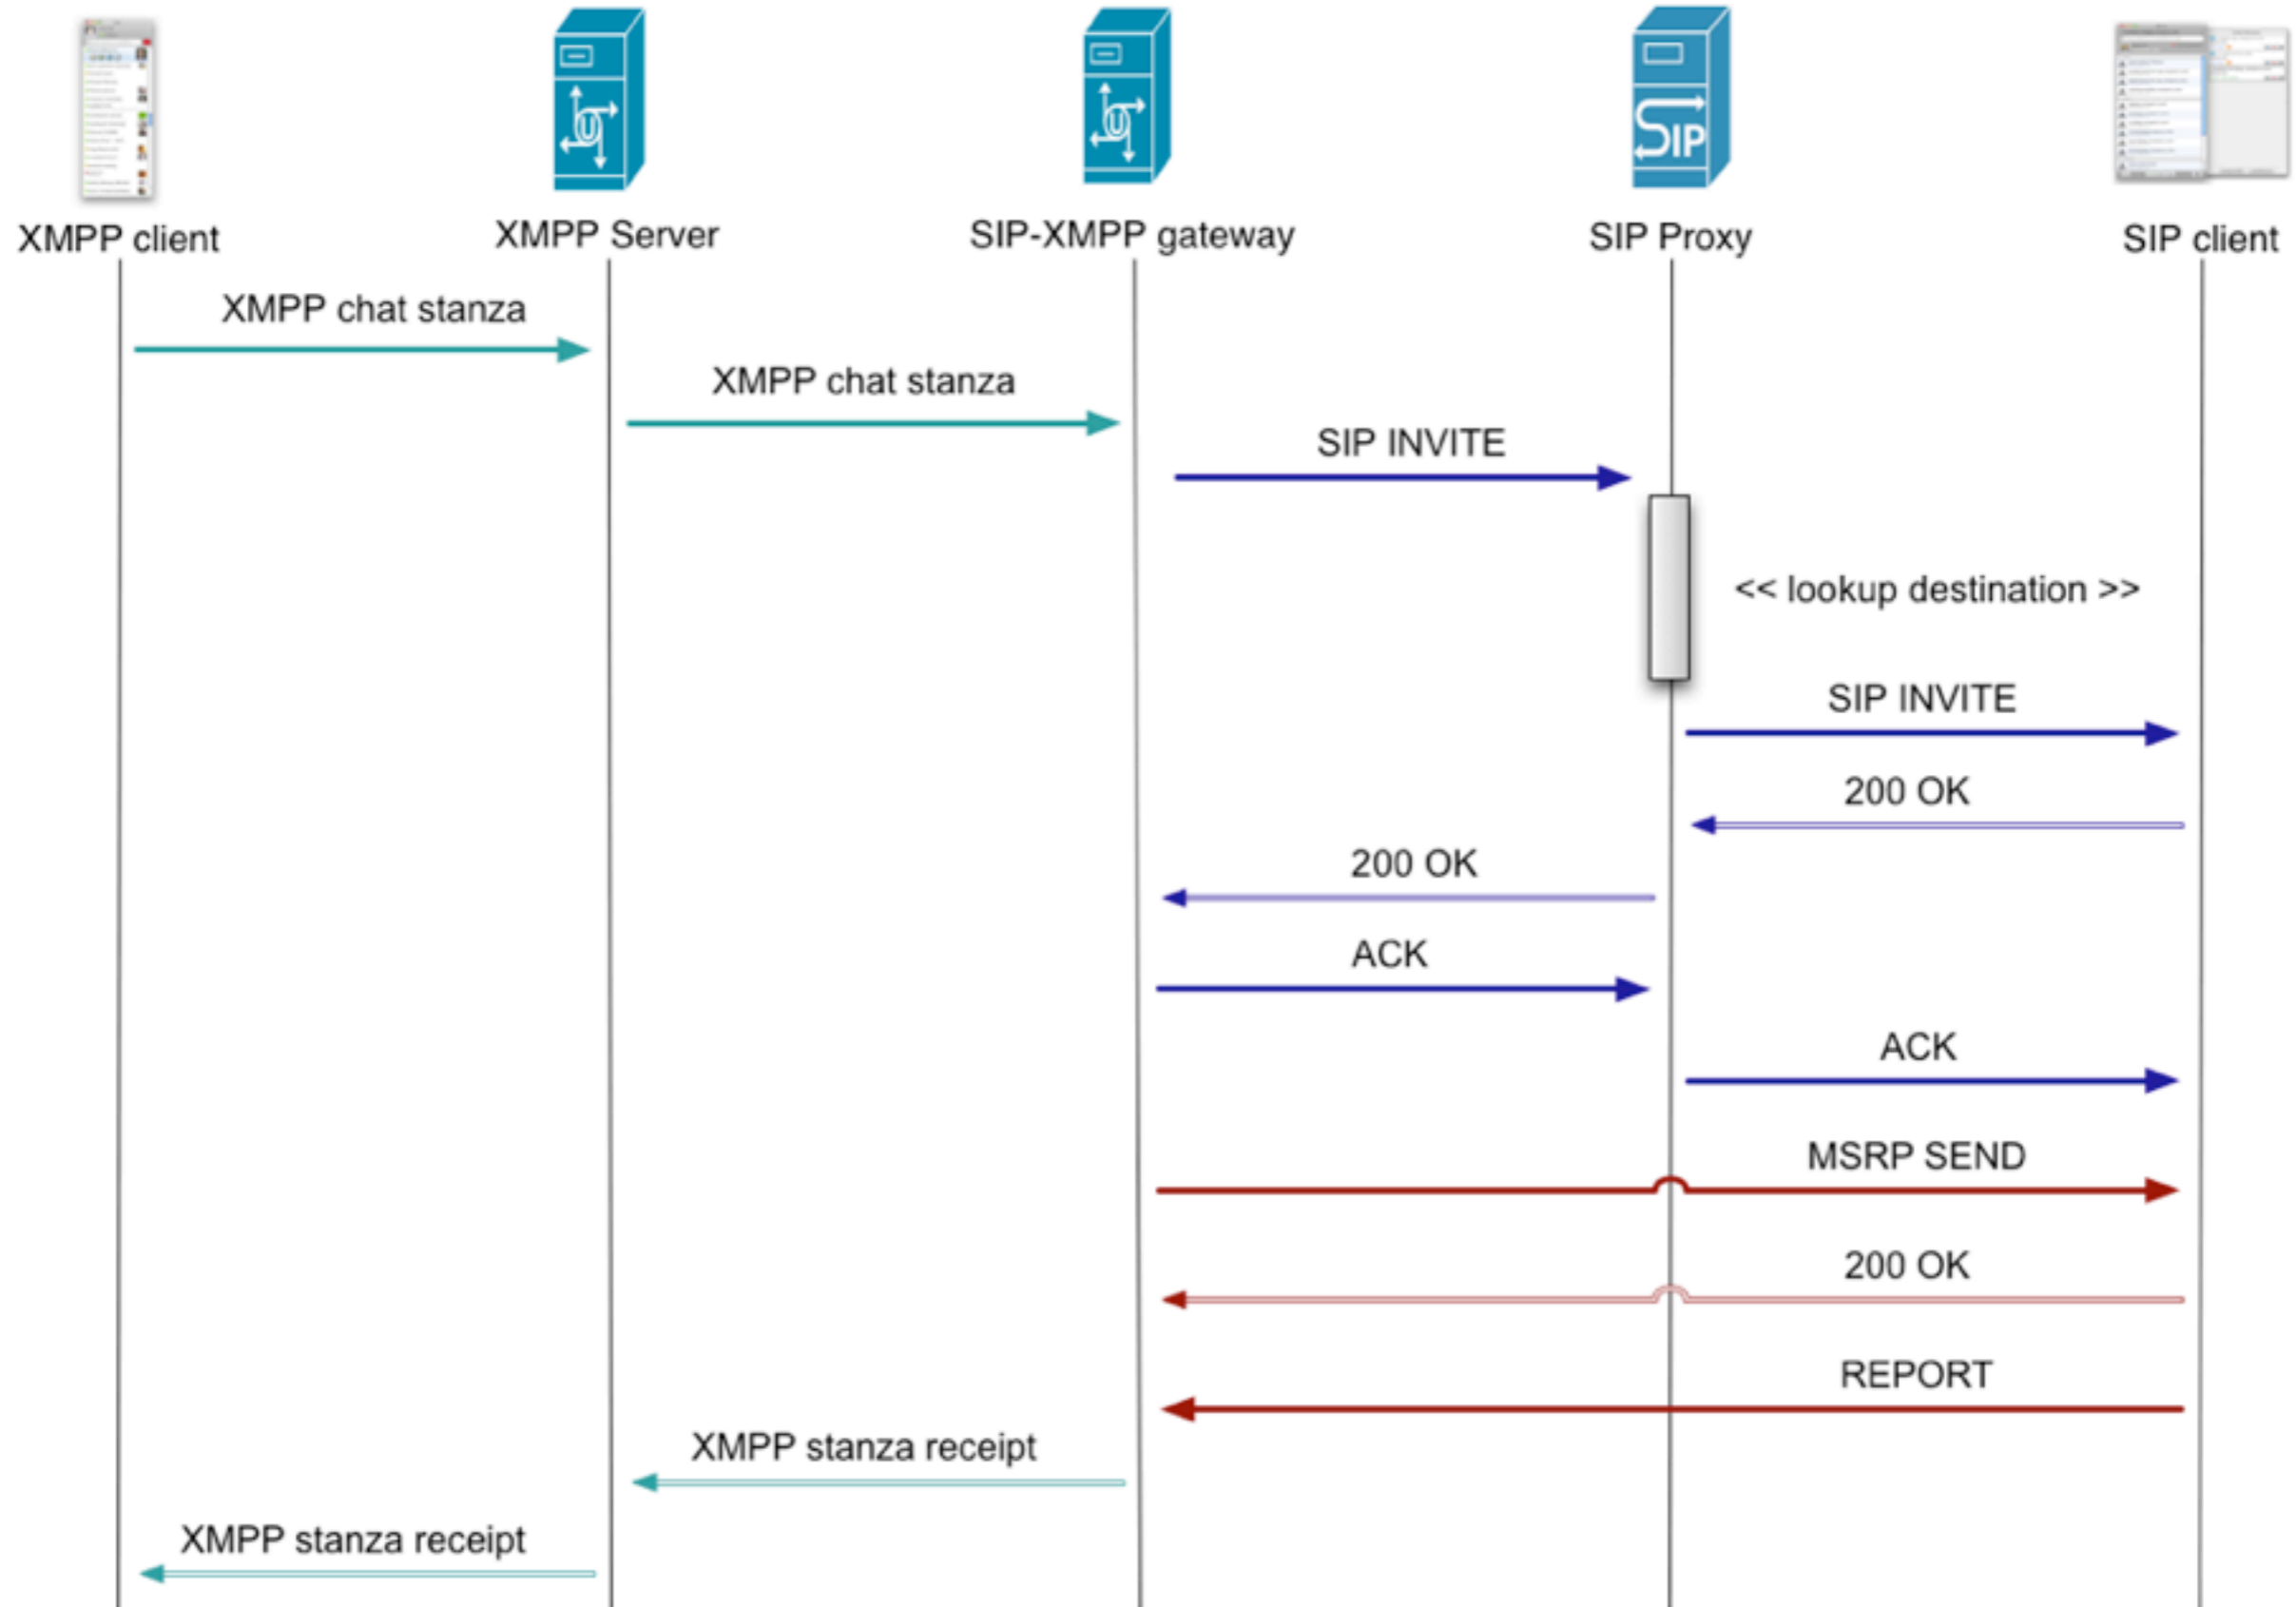 U
U
SIP
XMPP client
XMPP Server
SIP-XMPP gateway
SIP Proxy
SIP client
XMPP chat stanza
XMPP chat stanza
SIP INVITE
<< lookup destination >>
SIP INVITE
200 OK
200 OK
ACK
ACK
MSRP SEND
200 OK
REPORT
XMPP stanza receipt
XMPP stanza receipt